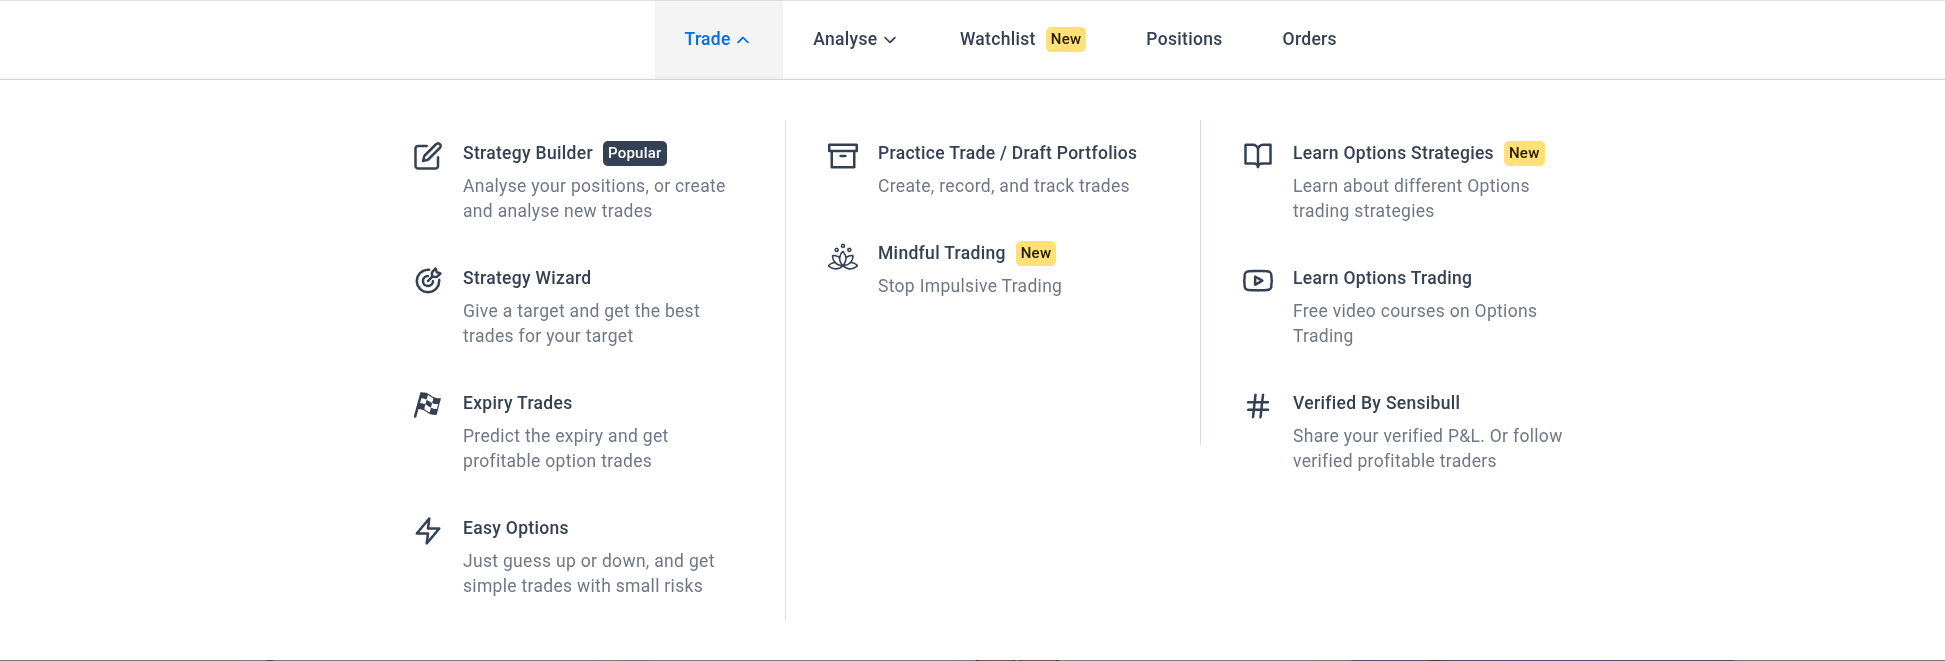 Trade
Analyse
Watchlist New
Positions
Orders
Strategy Builder Popular
Analyse your positions, or create
and analyse new trades
Strategy Wizard
Give a target and get the best
trades for your target
Expiry Trades
Predict the expiry and get
profitable option trades
Easy Options
Just guess up or down, and get
simple trades with small risks
Practice Trade / Draft Portfolios
Create, record, and track trades
Mindful Trading New
Stop Impulsive Trading
Learn Options Strategies New
Learn about different Options
trading strategies
Learn Options Trading
Free video courses on Options
Trading
Verified By Sensibull
Share your verified P&L. Or follow
verified profitable traders